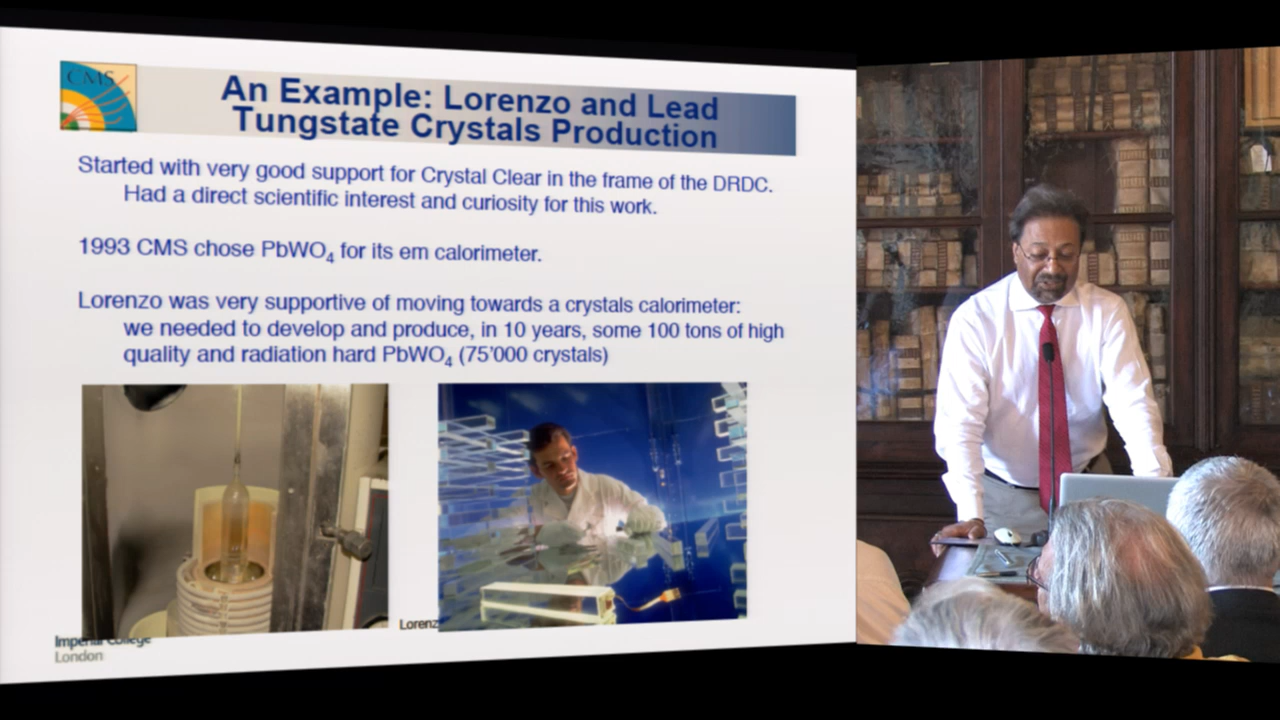 CMS
An Example: Lorenzo and Lead
Tungstate Crystals Production
Started with very good support for Crystal Clear in the frame of the DRDC.
Had a direct scientific interest and curiosity for this work.
1993 CMS chose PbWO₄ for its em calorimeter.
Lorenzo was very supportive of moving towards a crystals calorimeter:
we needed to develop and produce, in 10 years, some 100 tons of high
quality and radiation hard PbWO₄ (75'000 crystals)
Lorenz
Imperial College
London